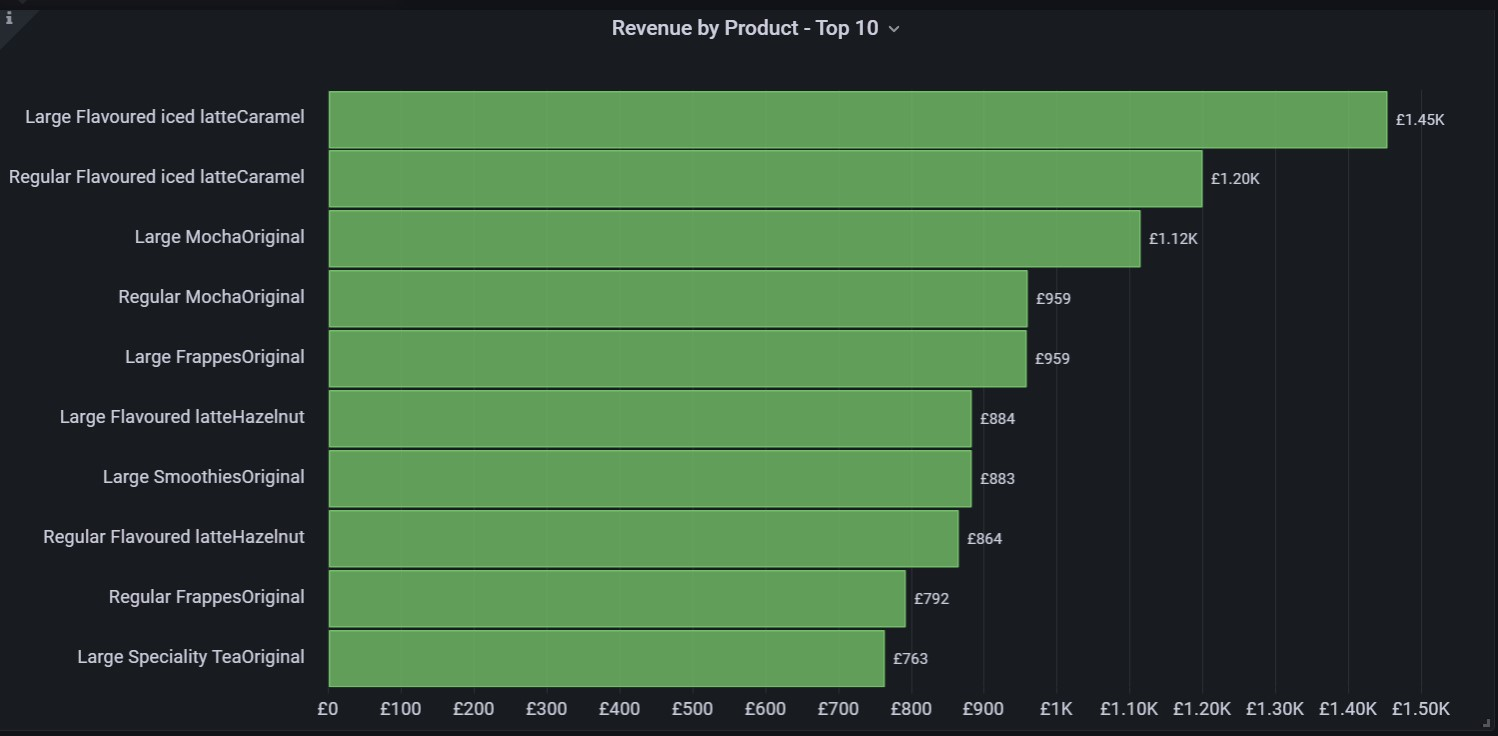 i
Revenue by Product - Top 10
Large Flavoured iced latteCaramel £1.45K
Regular Flavoured iced latteCaramel £1.20K
Large MochaOriginal £1.12K
Regular MochaOriginal £959
Large FrappesOriginal £959
Large Flavoured latteHazelnut £884
Large SmoothiesOriginal £883
Regular Flavoured latteHazelnut £864
Regular FrappesOriginal £792
Large Speciality TeaOriginal £763
£0 £100 £200 £300 £400 £500 £600 £700 £800 £900 £1K £1.10K £1.20K £1.30K £1.40K £1.50K